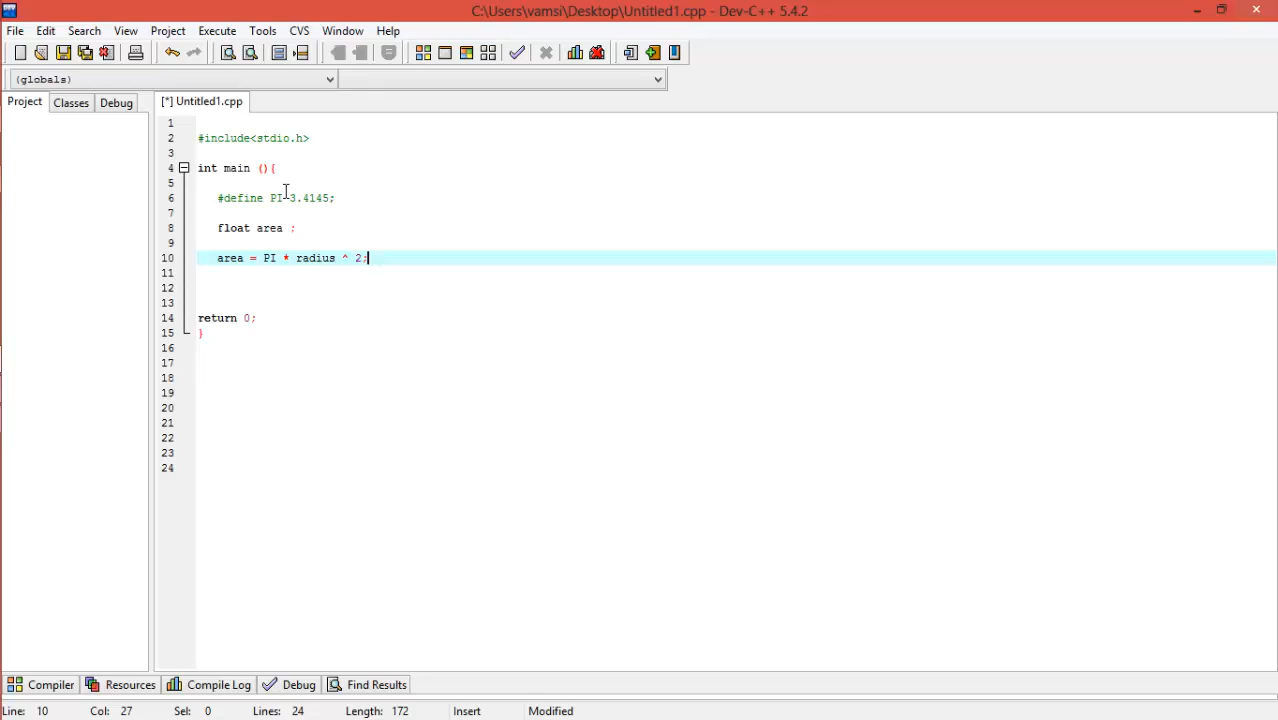 C:\Users\vamsi\Desktop\Untitled1.cpp - Dev-C++ 5.4.2
File Edit Search View Project Execute Tools CVS Window Help
(globals)
Project Classes Debug [*] Untitled1.cpp
1
2 #include<stdio.h>
3
4 int main (){
5
6 #define PI 3.4145;
7
8 float area ;
9
10 area = PI * radius ^ 2;
11
12
13
14 return 0;
15 }
16
17
18
19
20
21
22
23
24
Compiler Resources Compile Log Debug Find Results
Line: 10 Col: 27 Sel: 0 Lines: 24 Length: 172 Insert Modified